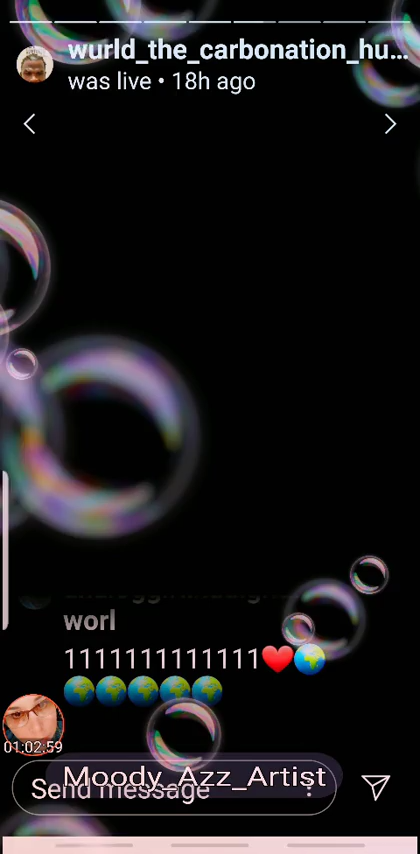 wurld_the_carbonation_hu...
was live • 18h ago
worl
1111111111111❤️🌍
🌍🌍🌍🌍🌍
01:02:59
Moody_Azz_Artist
Send message